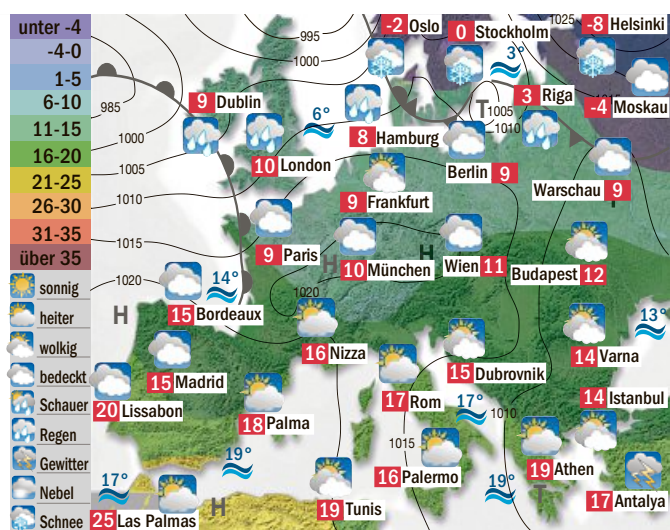 unter -4
-4-0
1-5
6-10
11-15
16-20
21-25
26-30
31-35
über 35
sonnig
heiter
wolkig
bedeckt
Schauer
Regen
Gewitter
Nebel
Schnee
-2 Oslo
0 Stockholm
-8 Helsinki
995
1000
1025
985
1000
1005
1010
1015
1020
3°
9 Dublin
6°
3 Riga
-4 Moskau
T
1005
1010
10 London
8 Hamburg
Berlin 9
Warschau 9
9 Frankfurt
9 Paris
H
10 München
H
Wien 11
Budapest 12
14°
1020
H
15 Bordeaux
13°
16 Nizza
15 Dubrovnik
14 Varna
15 Madrid
20 Lissabon
17 Rom
14 Istanbul
18 Palma
17°
1010
1015
16 Palermo
19 Athen
19°
17°
19°
T
H
25 Las Palmas
19 Tunis
17 Antalya